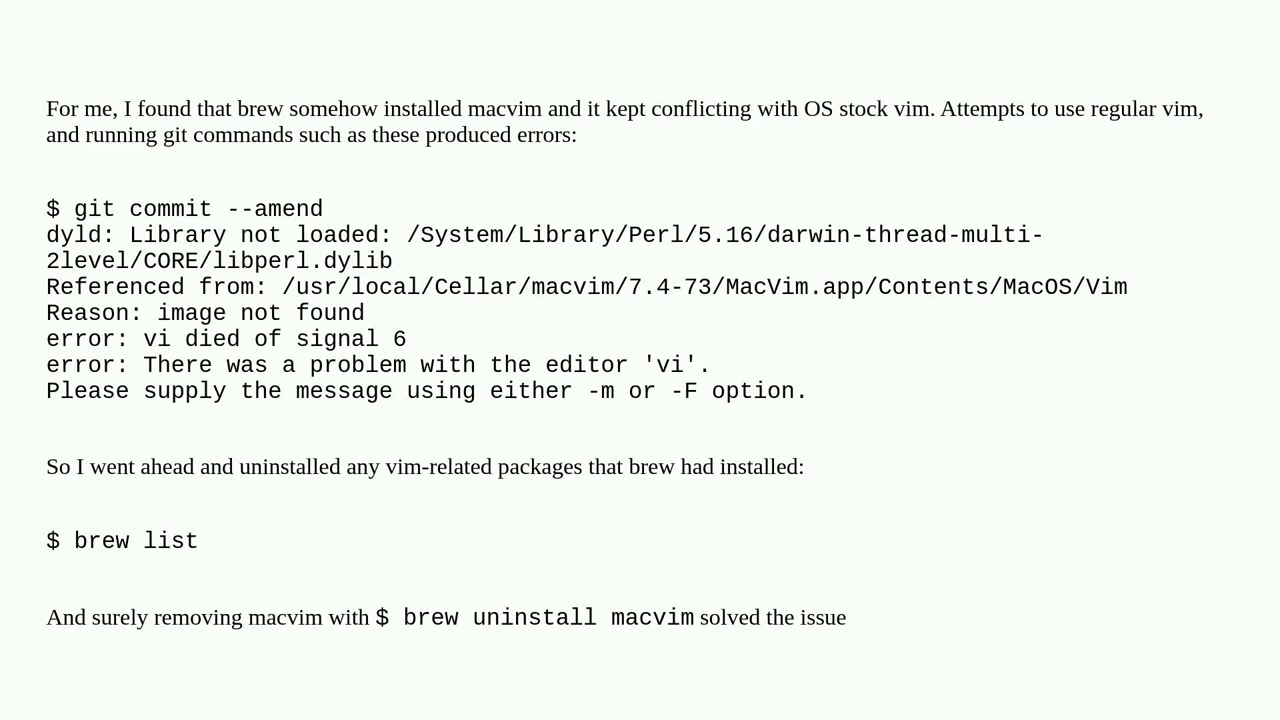 For me, I found that brew somehow installed macvim and it kept conflicting with OS stock vim. Attempts to use regular vim,
and running git commands such as these produced errors:
$ git commit --amend
dyld: Library not loaded: /System/Library/Perl/5.16/darwin-thread-multi-
2level/CORE/libperl.dylib
Referenced from: /usr/local/Cellar/macvim/7.4-73/MacVim.app/Contents/MacOS/Vim
Reason: image not found
error: vi died of signal 6
error: There was a problem with the editor 'vi'.
Please supply the message using either -m or -F option.
So I went ahead and uninstalled any vim-related packages that brew had installed:
$ brew list
And surely removing macvim with $ brew uninstall macvim solved the issue